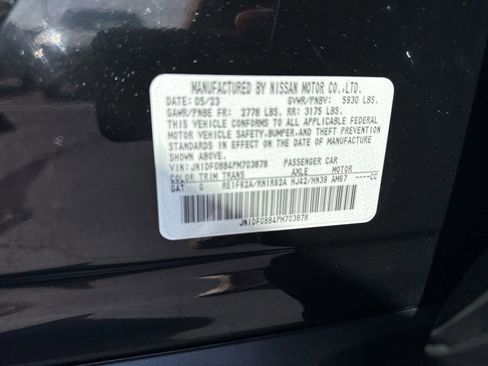 MANUFACTURED BY NISSAN MOTOR CO.,LTD.
DATE: 05/23 GVWR/PNBV: 5930 LBS.
GAWR/PNBE FR: 2778 LBS. RR: 3175 LBS.
THIS VEHICLE CONFORMS TO ALL APPLICABLE FEDERAL
MOTOR VEHICLE SAFETY,BUMPER,AND THEFT PREVENTION
STANDARDS IN EFFECT ON THE DATE OF MANUFACTURE
SHOWN ABOVE.
VIN: JN1DF0BB4PM703878 PASSENGER CAR
COLOR TRIM TRANS AXLE MOTOR
GAT G RE1F62A/RN1R62A HJ42/HN39 AM67 ----CC
JN1DF0BB4PM703878